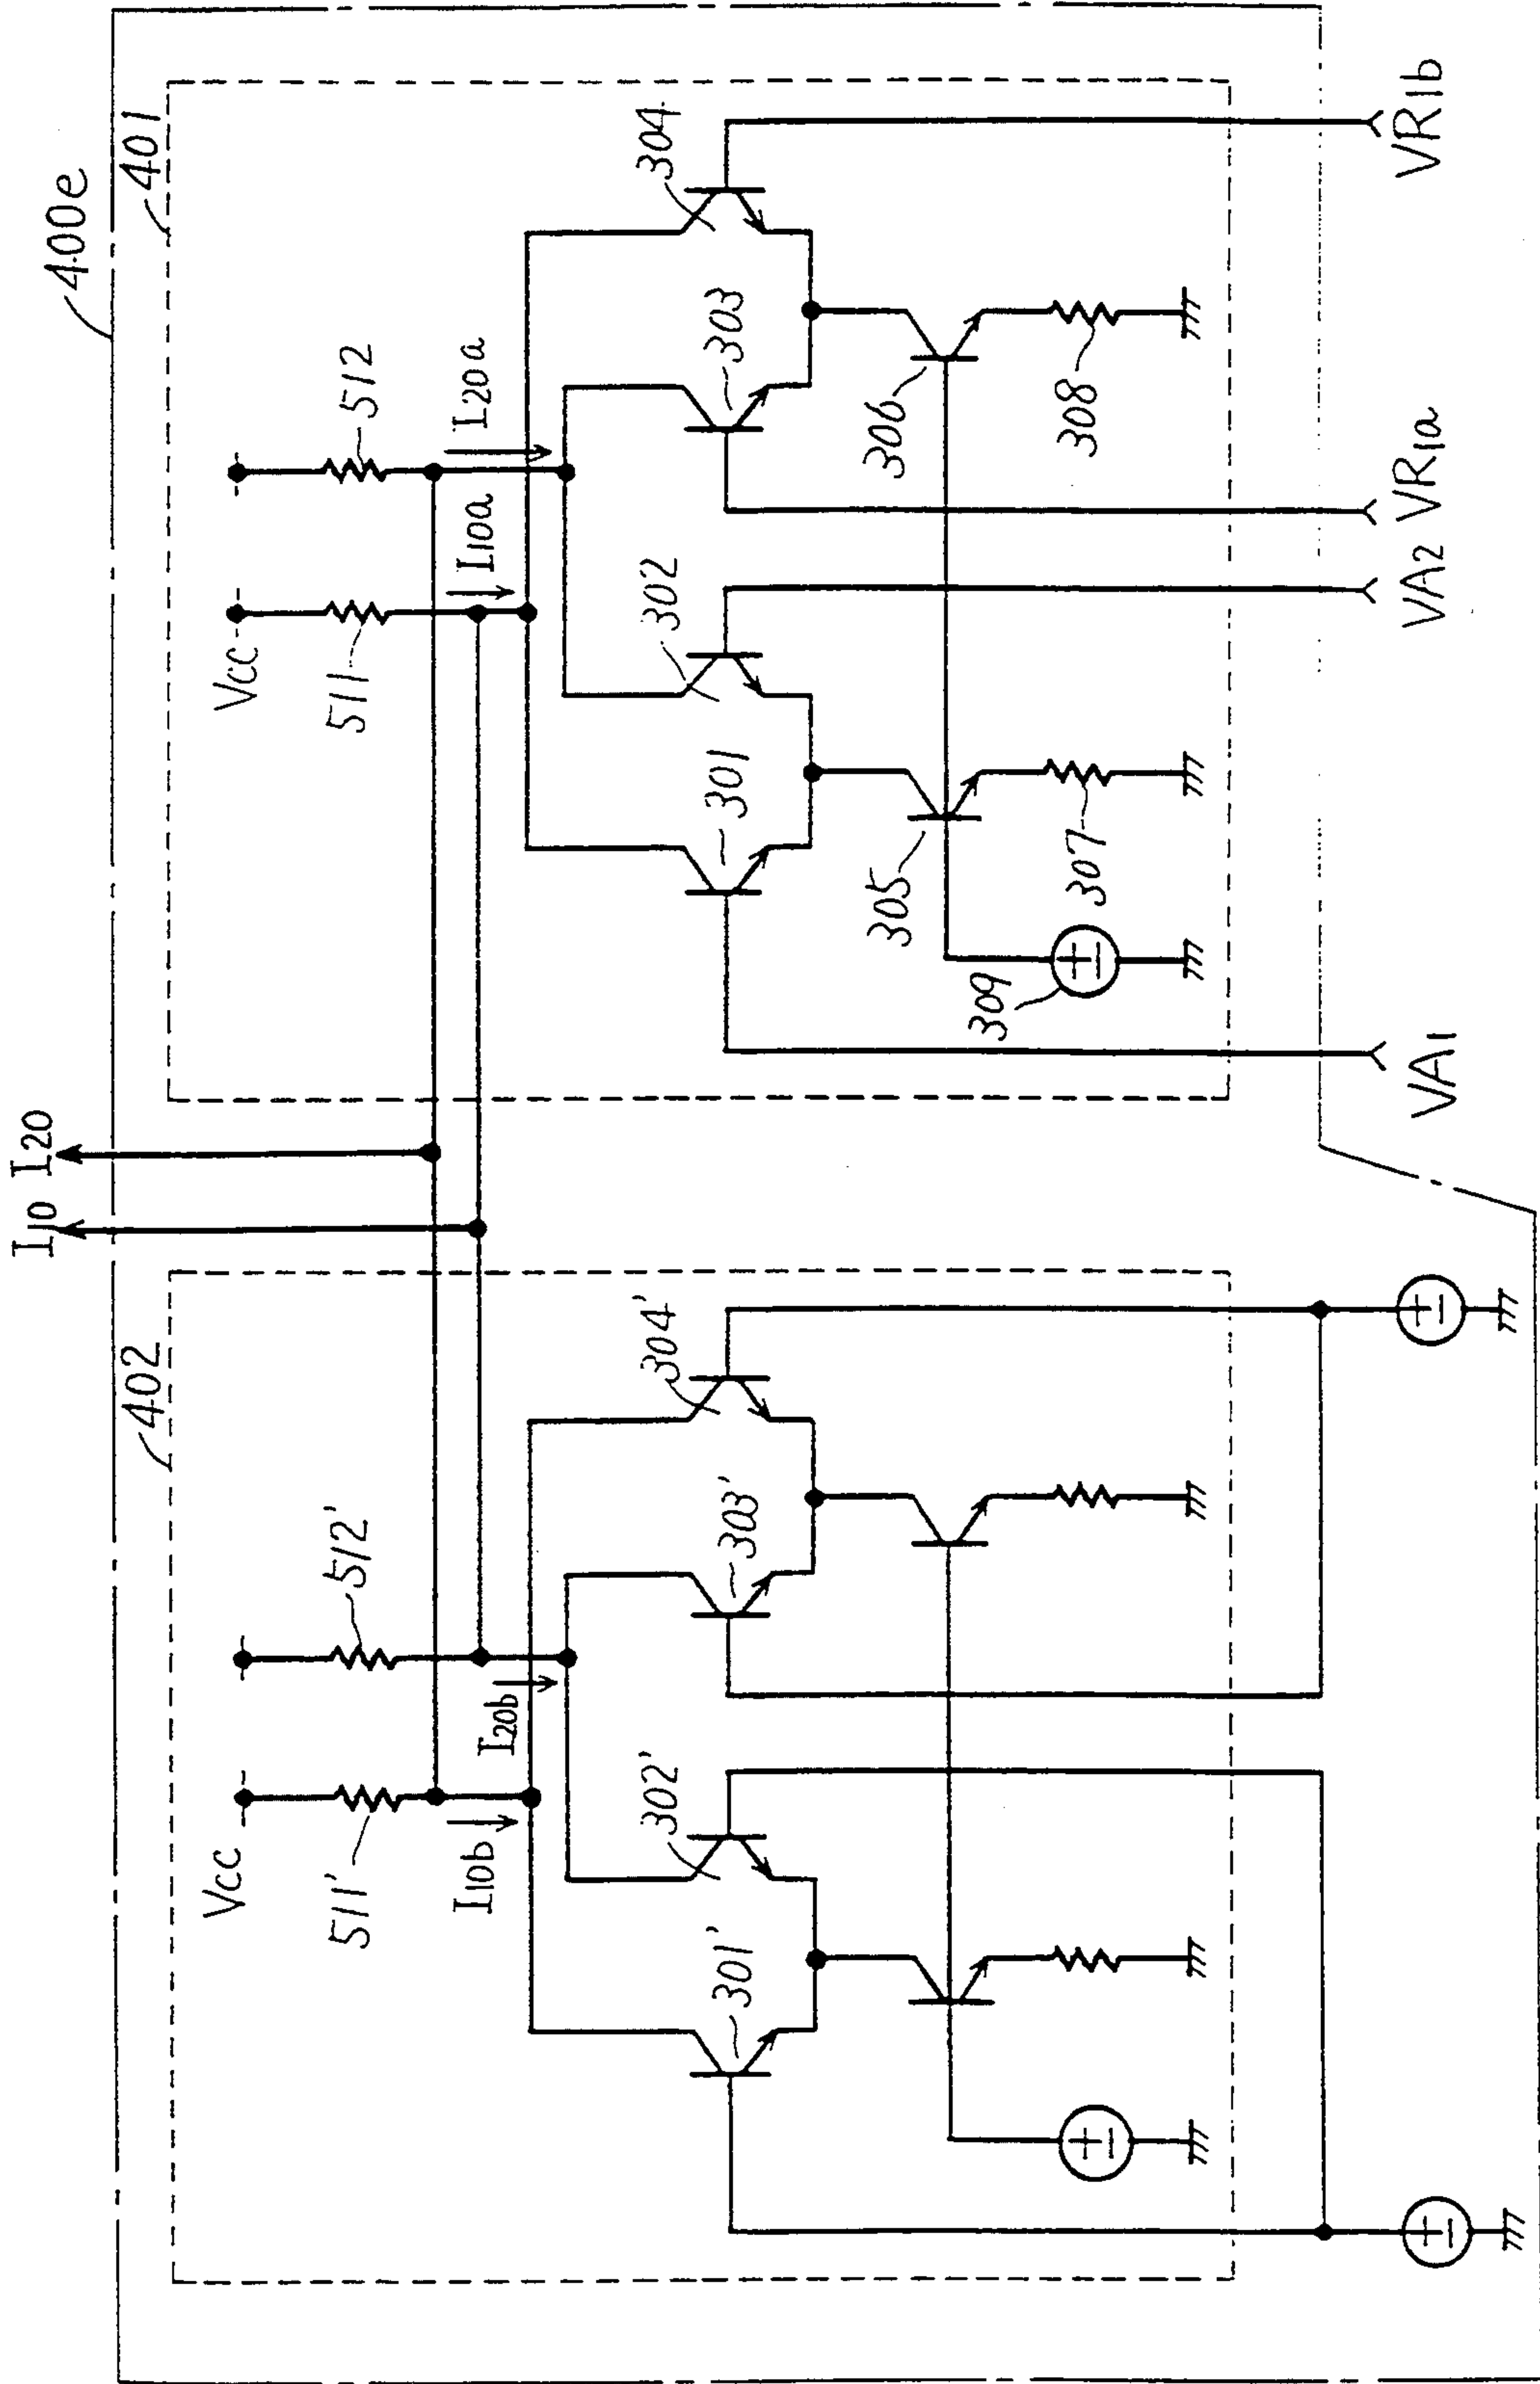 400e
I10 I20
402
401
Vcc
511'
512'
I10b
I20b
301'
302'
303'
304'
Vcc
511
512
I10a
I20a
301
302
303
304
305
306
307
308
309
VA1
VA2
VR1a
VR1b